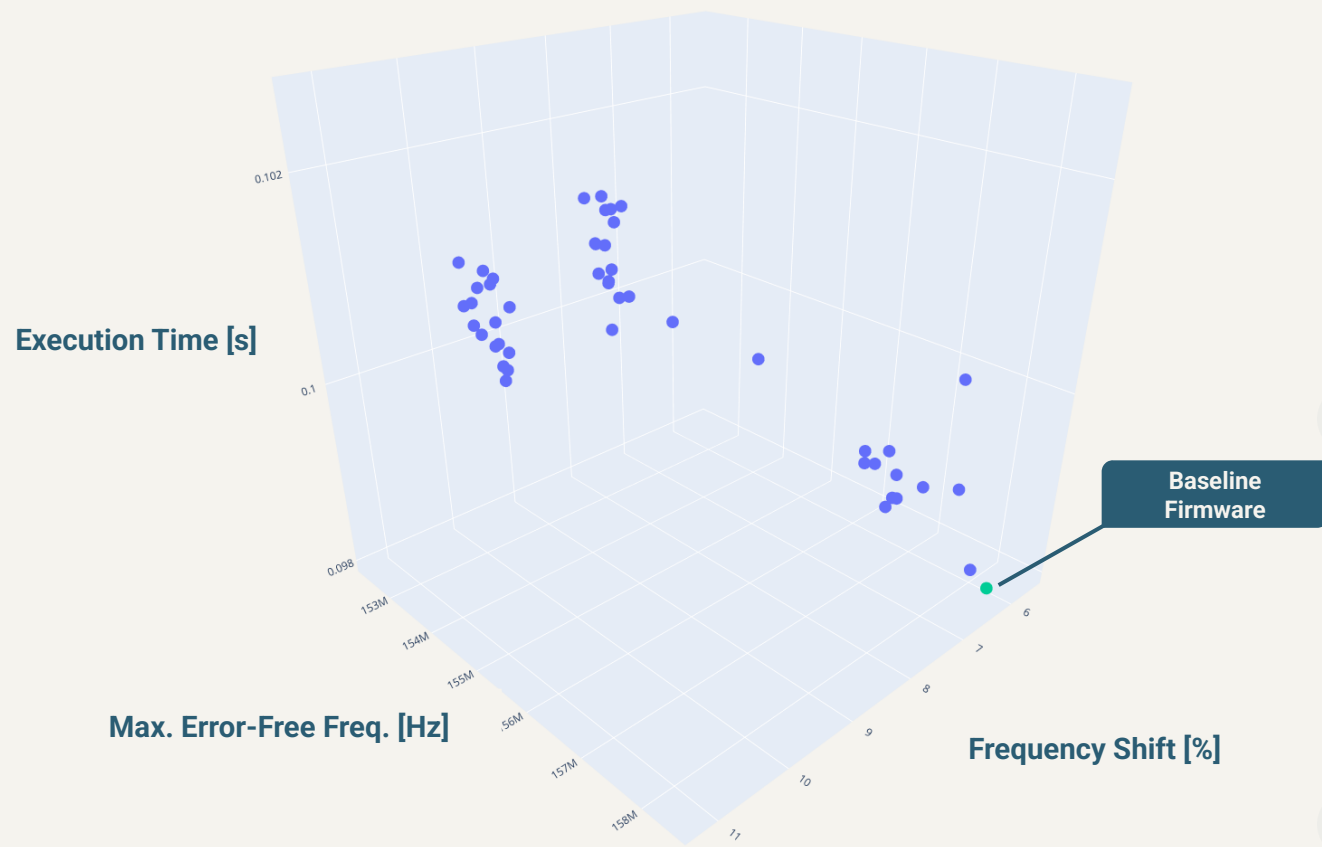 0.102
Execution Time [s]
0.1
Baseline
Firmware
0.098
153M
154M
155M
.56M
157M
158M
6
7
8
9
10
11
Max. Error-Free Freq. [Hz]
Frequency Shift [%]